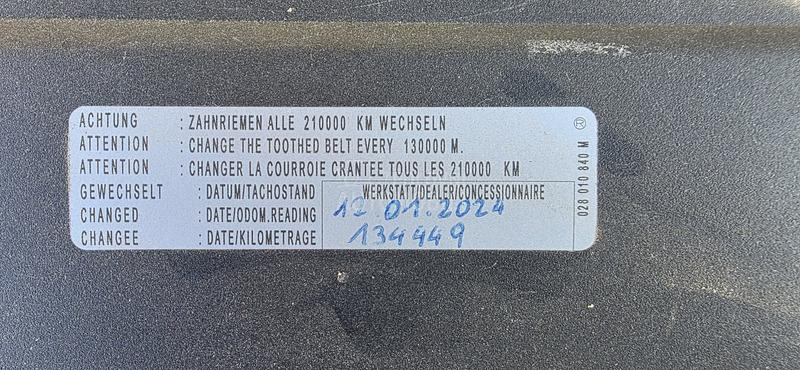 ACHTUNG : ZAHNRIEMEN ALLE 210000 KM WECHSELN
ATTENTION : CHANGE THE TOOTHED BELT EVERY 130000 M.
ATTENTION : CHANGER LA COURROIE CRANTEE TOUS LES 210000 KM
GEWECHSELT : DATUM/TACHOSTAND WERKSTATT/DEALER/CONCESSIONNAIRE
CHANGED : DATE/ODOM.READING 12.01.2024
CHANGEE : DATE/KILOMETRAGE 134449
028 010 840 M ®